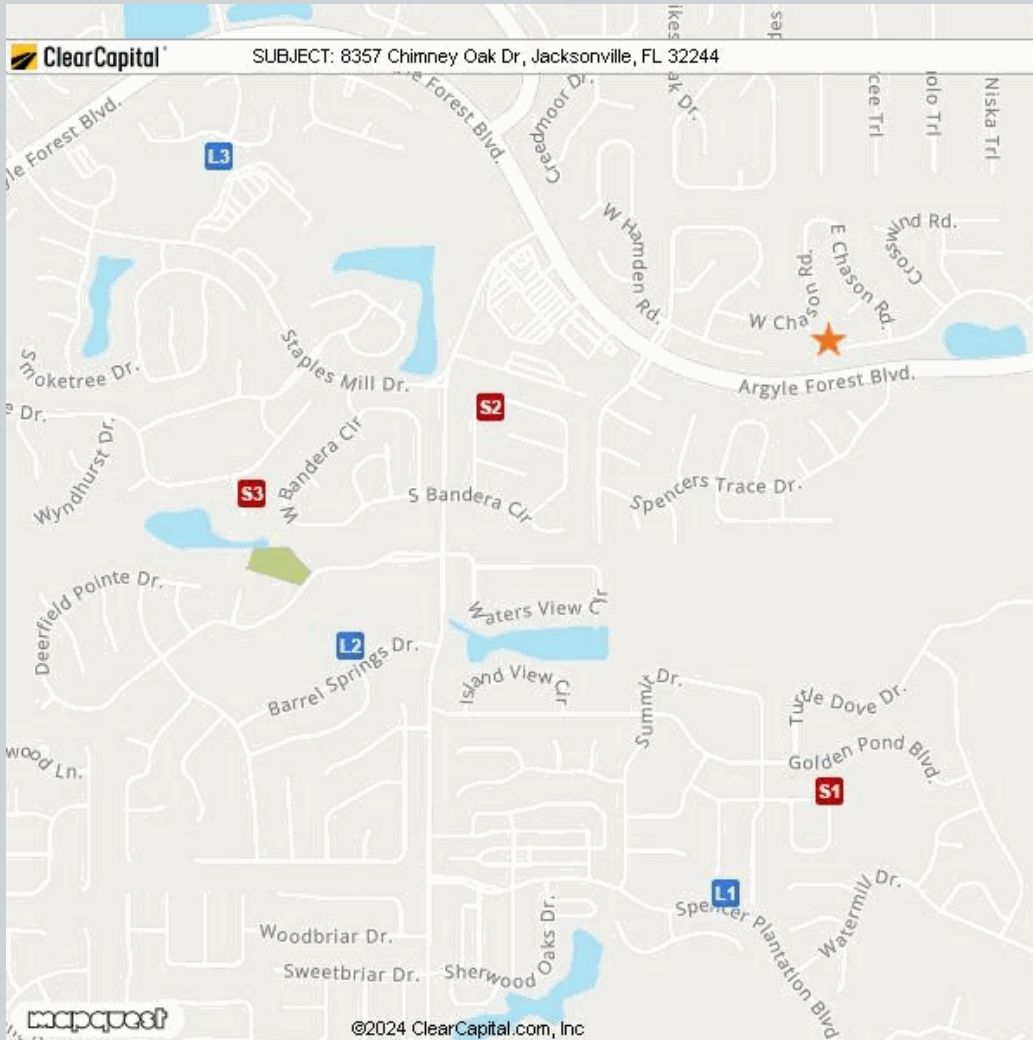 ikes
ClearCapital
SUBJECT: 8357 Chimney Oak Dr, Jacksonville, FL 32244
Forest Blvd.
Forest Blvd.
Creedmoor Dr.
Dr.
Trl
Trl
Niska Trl
L3
W Hamden Rd.
W Chason Rd.
E Chason Rd.
Crosswind Rd.
Argyle Forest Blvd.
Smoketree Dr.
Staples Mill Dr.
Dr.
S2
Wyndhurst Dr.
S3
W Bandera Cir
S Bandera Cir
Spencers Trace Dr.
Deerfield Pointe Dr.
Waters View Cir
L2
Barrel Springs Dr.
Island View Cir
Summit Dr.
Turtle Dove Dr.
wood Ln.
Golden Pond Blvd.
S1
L1
Spencer Plantation Blvd
Watermill Dr.
Woodbriar Dr.
Sweetbriar Dr.
Sherwood Oaks Dr.
mapquest
©2024 ClearCapital.com, Inc